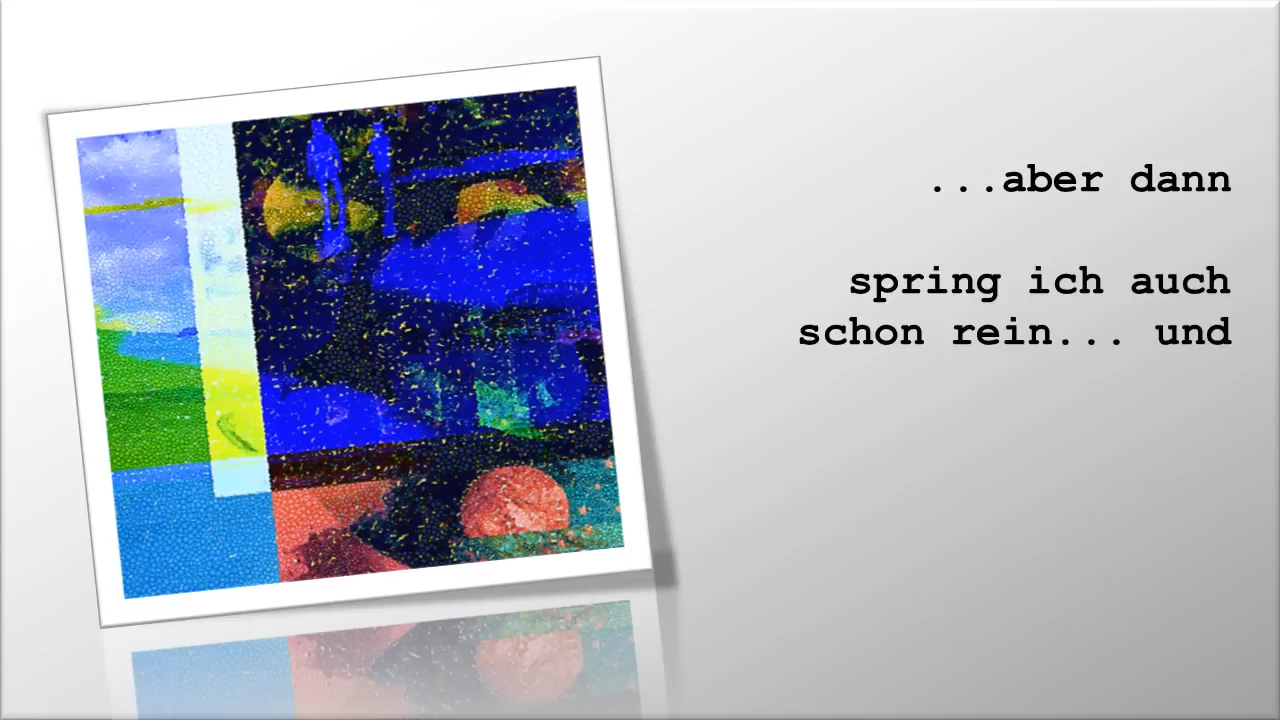 ...aber dann
spring ich auch
schon rein... und